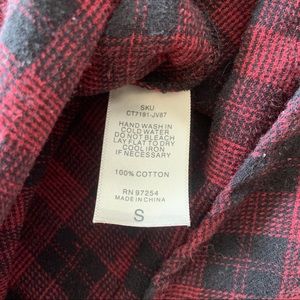 SKU
CT7191-JV87
HAND WASH IN
COLD WATER
DO NOT BLEACH
LAY FLAT TO DRY
COOL IRON
IF NECESSARY
100% COTTON
RN 97254
MADE IN CHINA
S